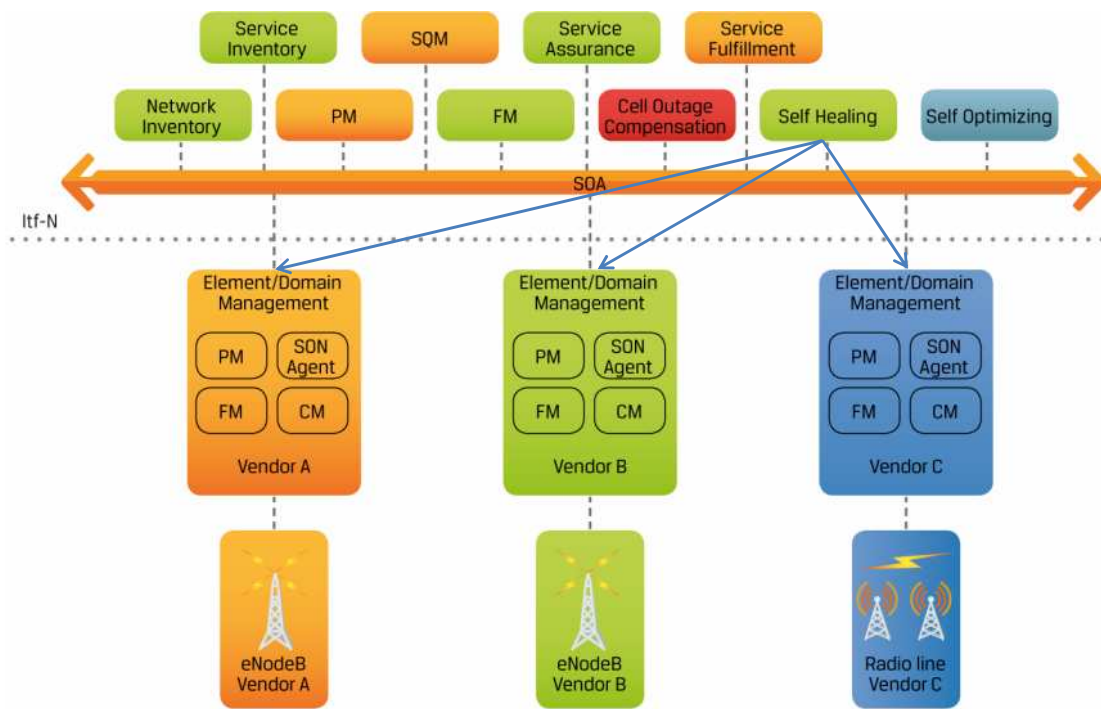 Service
Inventory
SQM
Service
Assurance
Service
Fulfillment
Network
Inventory
PM
FM
Cell Outage
Compensation
Self Healing
Self Optimizing
SOA
Itf-N
Element/Domain
Management
PM
SON
Agent
FM
CM
Vendor A
Element/Domain
Management
PM
SON
Agent
FM
CM
Vendor B
Element/Domain
Management
PM
SON
Agent
FM
CM
Vendor C
eNodeB
Vendor A
eNodeB
Vendor B
Radio line
Vendor C